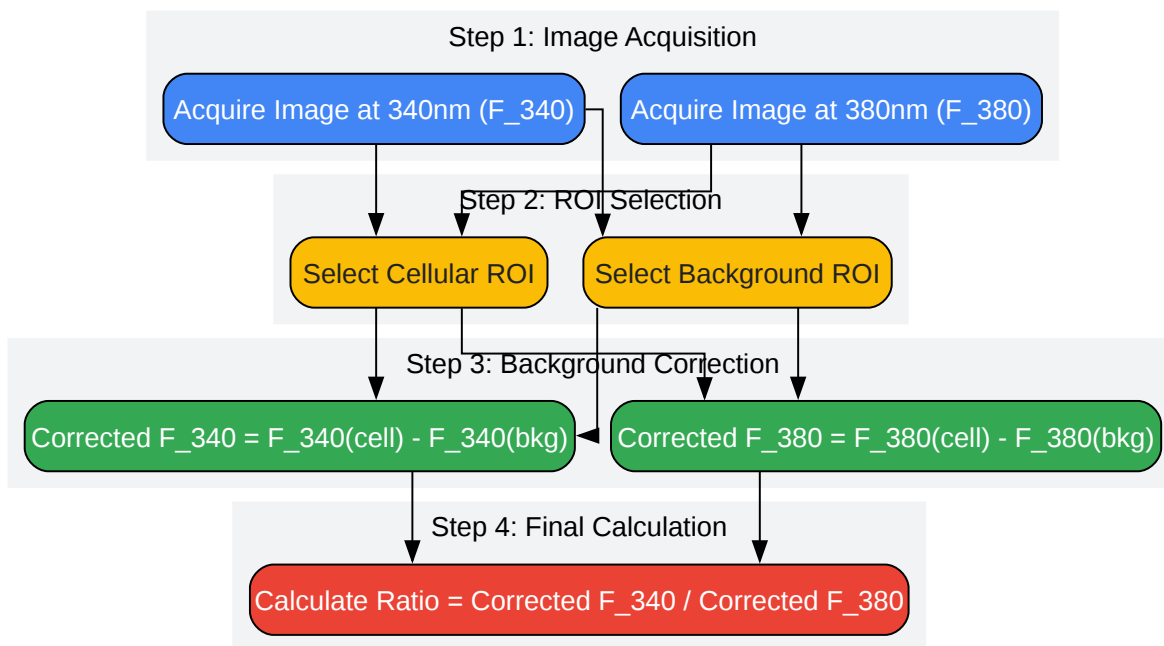 Step 1: Image Acquisition
Acquire Image at 340nm (F_340)
Acquire Image at 380nm (F_380)
Step 2: ROI Selection
Select Cellular ROI
Select Background ROI
Step 3: Background Correction
Corrected F_340 = F_340(cell) - F_340(bkg)
Corrected F_380 = F_380(cell) - F_380(bkg)
Step 4: Final Calculation
Calculate Ratio = Corrected F_340 / Corrected F_380